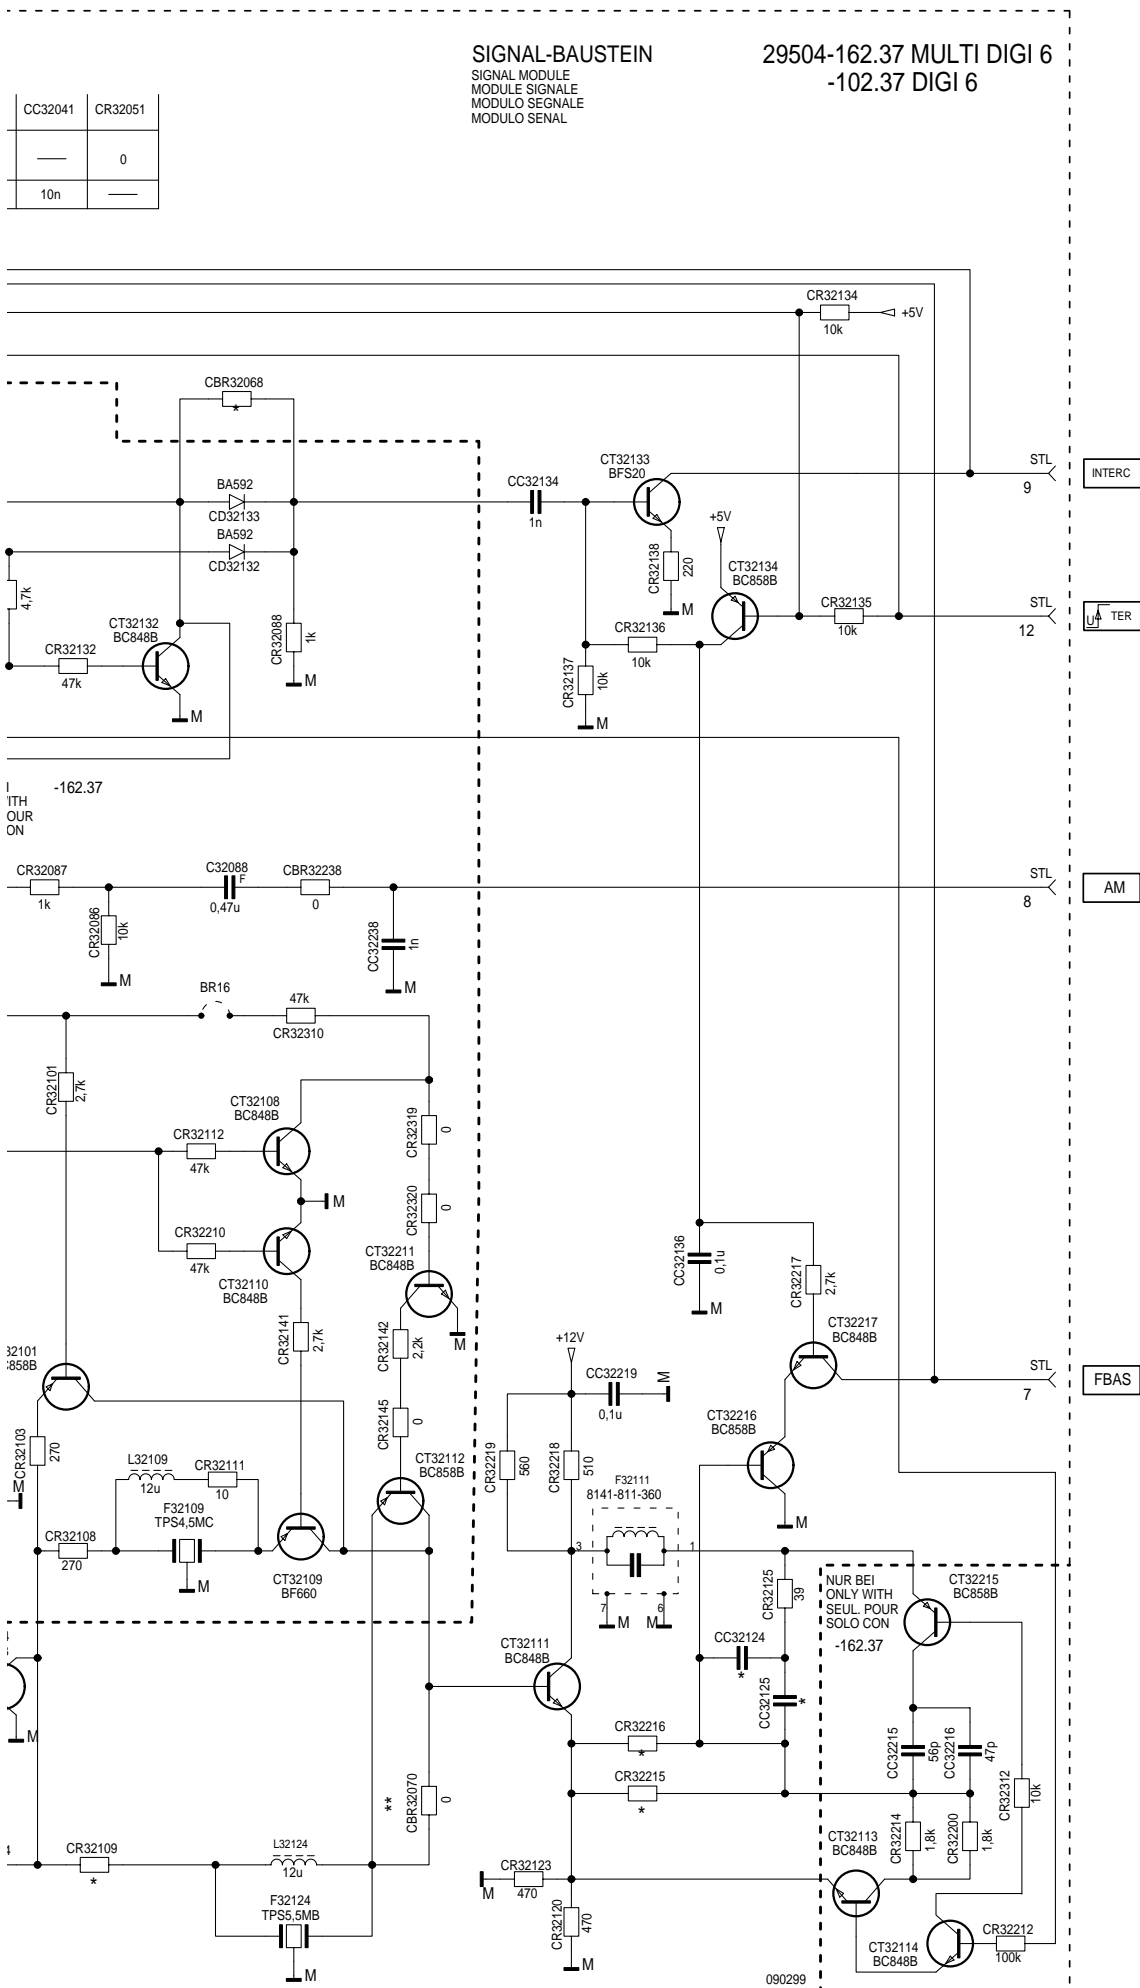 SIGNAL-BAUSTEIN
SIGNAL MODULE
MODULE SIGNALE
MODULO SEGNALE
MODULO SENAL
29504-162.37 MULTI DIGI 6
-102.37 DIGI 6
CC32041 CR32051
— 0
10n —
CR32134
10k
+5V
CBR32068
*
BA592
CD32133
BA592
CD32132
4,7k
CR32132
47k
CT32132
BC848B
M
CR32088
1k
M
CC32134
1n
CT32133
BFS20
CR32138
220
M
+5V
CT32134
BC858B
CR32135
10k
CR32136
10k
CR32137
10k
M
STL
9
INTERC
STL
12
U TER
-162.37
ITH
OUR
ON
CR32087
1k
CR32086
10k
M
C32088
F
0,47u
CBR32238
0
CC32238
1n
M
STL
8
AM
BR16
47k
CR32310
CR32101
2,7k
CT32108
BC848B
CR32112
47k
M
CR32210
47k
CT32110
BC848B
CR32319
0
CR32320
0
CT32211
BC848B
M
CR32141
2,7k
CR32142
2,2k
CR32145
0
CT32112
BC858B
32101
858B
CR32103
270
M
L32109
12u
CR32111
10
F32109
TPS4,5MC
M
CR32108
270
CT32109
BF660
CC32136
0,1u
M
CR32217
2,7k
CT32217
BC848B
STL
7
FBAS
+12V
CC32219
0,1u
M
CR32219
560
CR32218
510
CT32216
BC858B
M
F32111
8141-811-360
3
1
7
6
M
M
CR32125
39
CC32124
*
CC32125
*
NUR BEI
ONLY WITH
SEUL. POUR
SOLO CON
-162.37
CT32215
BC858B
CT32111
BC848B
CR32216
*
CR32215
*
CC32215
56p
CC32216
47p
CR32312
10k
M
4
CBR32070
0
**
CR32109
*
L32124
12u
F32124
TPS5,5MB
M
CR32123
470
M
CR32120
470
M
CT32113
BC848B
CR32214
1,8k
CR32200
1,8k
CT32114
BC848B
CR32212
100k
090299